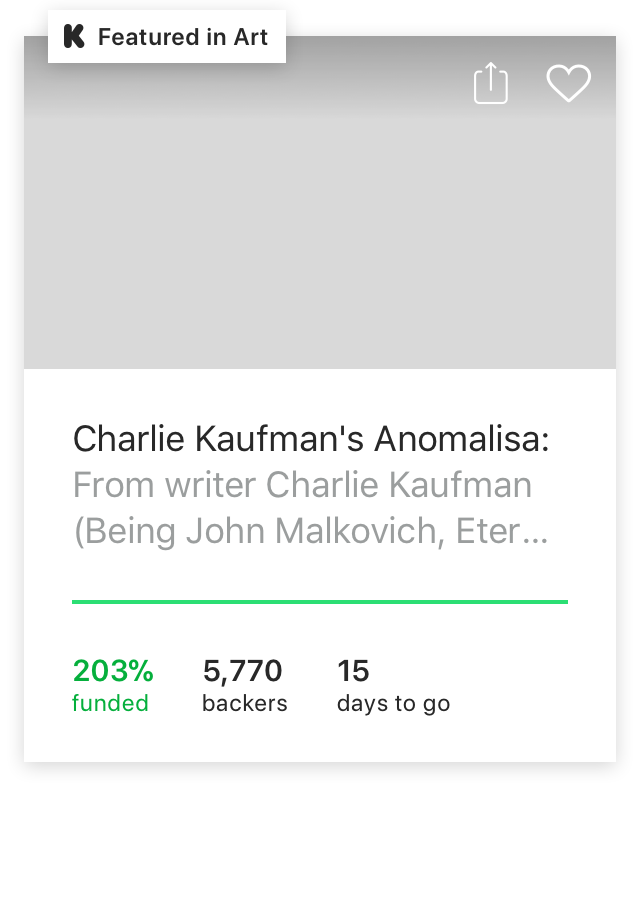 Featured in Art
Charlie Kaufman's Anomalisa:
From writer Charlie Kaufman
(Being John Malkovich, Eter...
203% 5,770 15
funded backers days to go